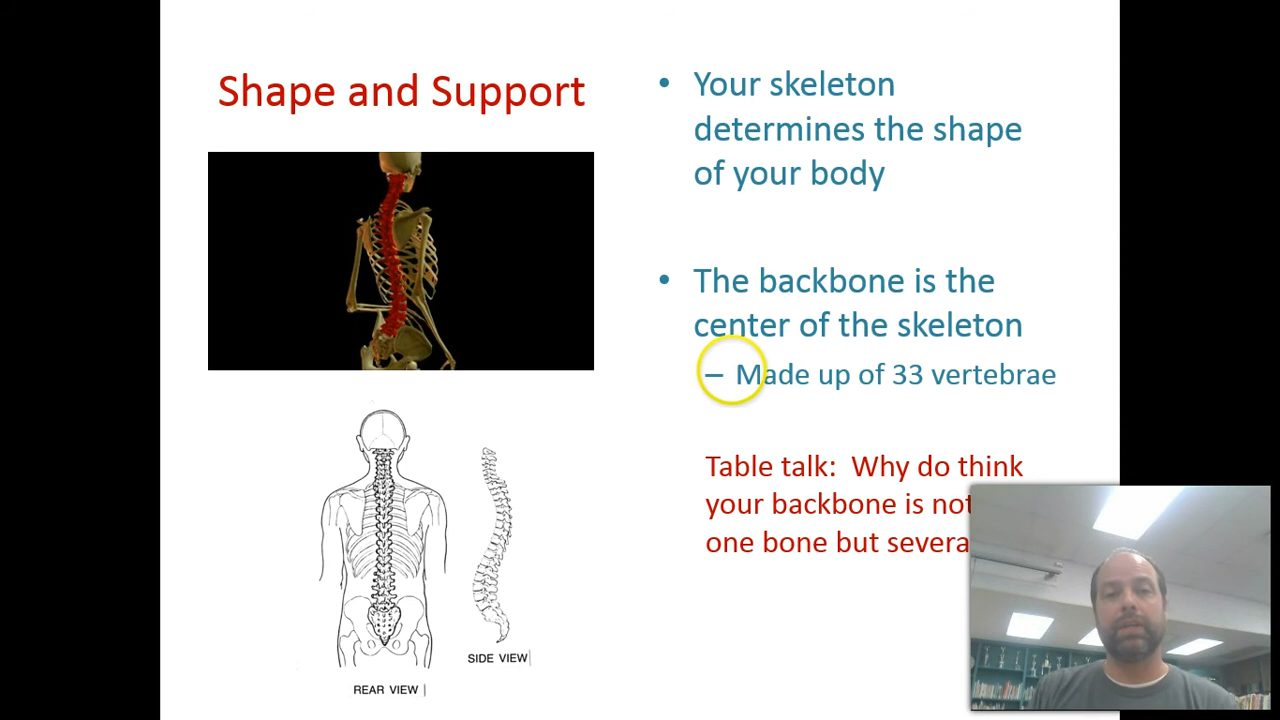 Shape and Support
• Your skeleton
determines the shape
of your body
• The backbone is the
center of the skeleton
– Made up of 33 vertebrae
Table talk: Why do think
your backbone is not
one bone but severa
SIDE VIEW
REAR VIEW